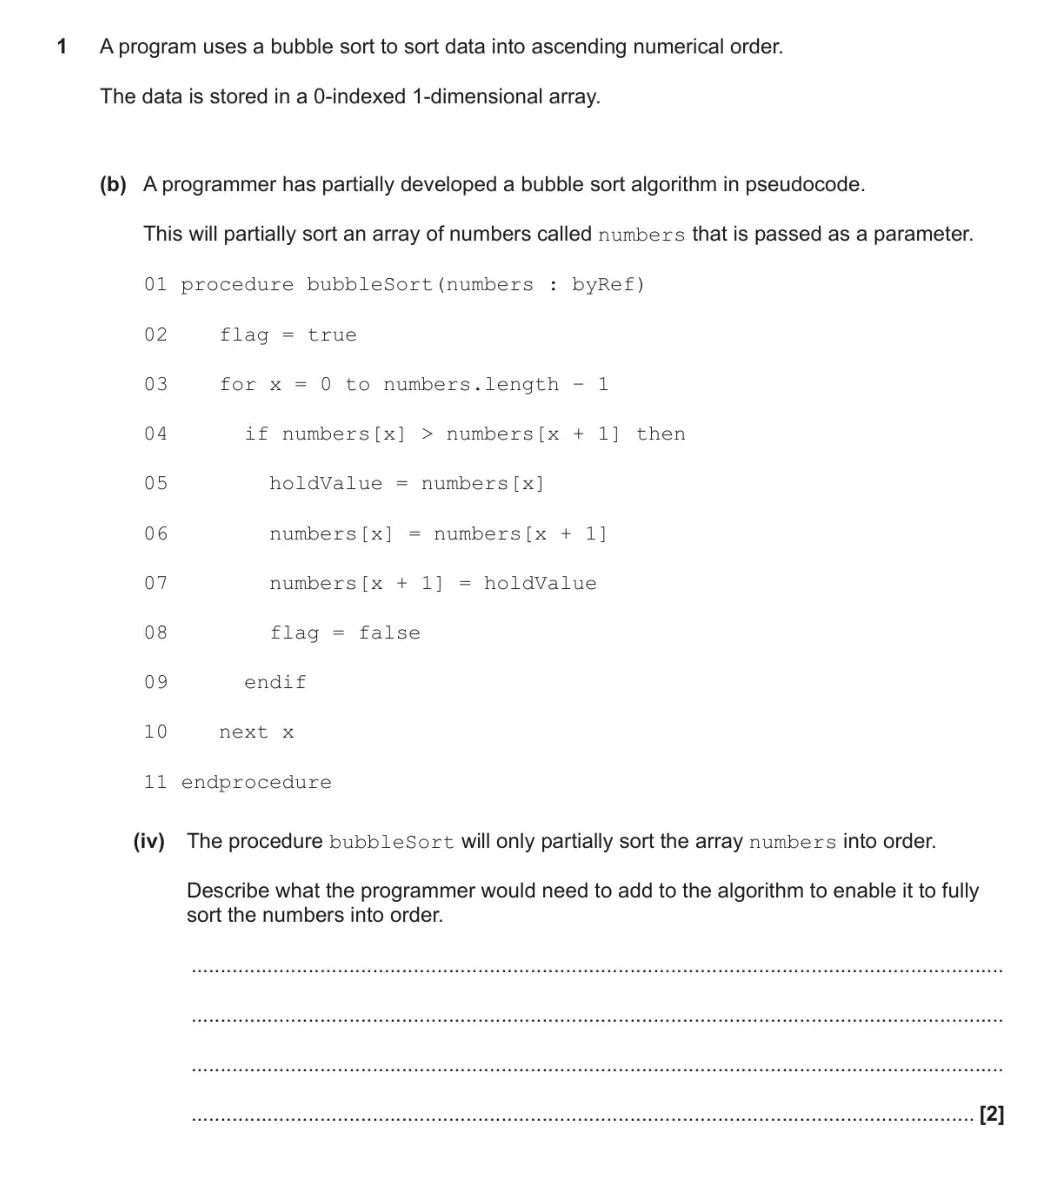 1 A program uses a bubble sort to sort data into ascending numerical order.
The data is stored in a 0-indexed 1-dimensional array.
(b) A programmer has partially developed a bubble sort algorithm in pseudocode.
This will partially sort an array of numbers called numbers that is passed as a parameter.
01 procedure bubbleSort(numbers : byRef)
02 flag = true
03 for x = 0 to numbers.length - 1
04 if numbers[x] > numbers[x + 1] then
05 holdValue = numbers[x]
06 numbers[x] = numbers[x + 1]
07 numbers[x + 1] = holdValue
08 flag = false
09 endif
10 next x
11 endprocedure
(iv) The procedure bubbleSort will only partially sort the array numbers into order.
Describe what the programmer would need to add to the algorithm to enable it to fully
sort the numbers into order.
[2]